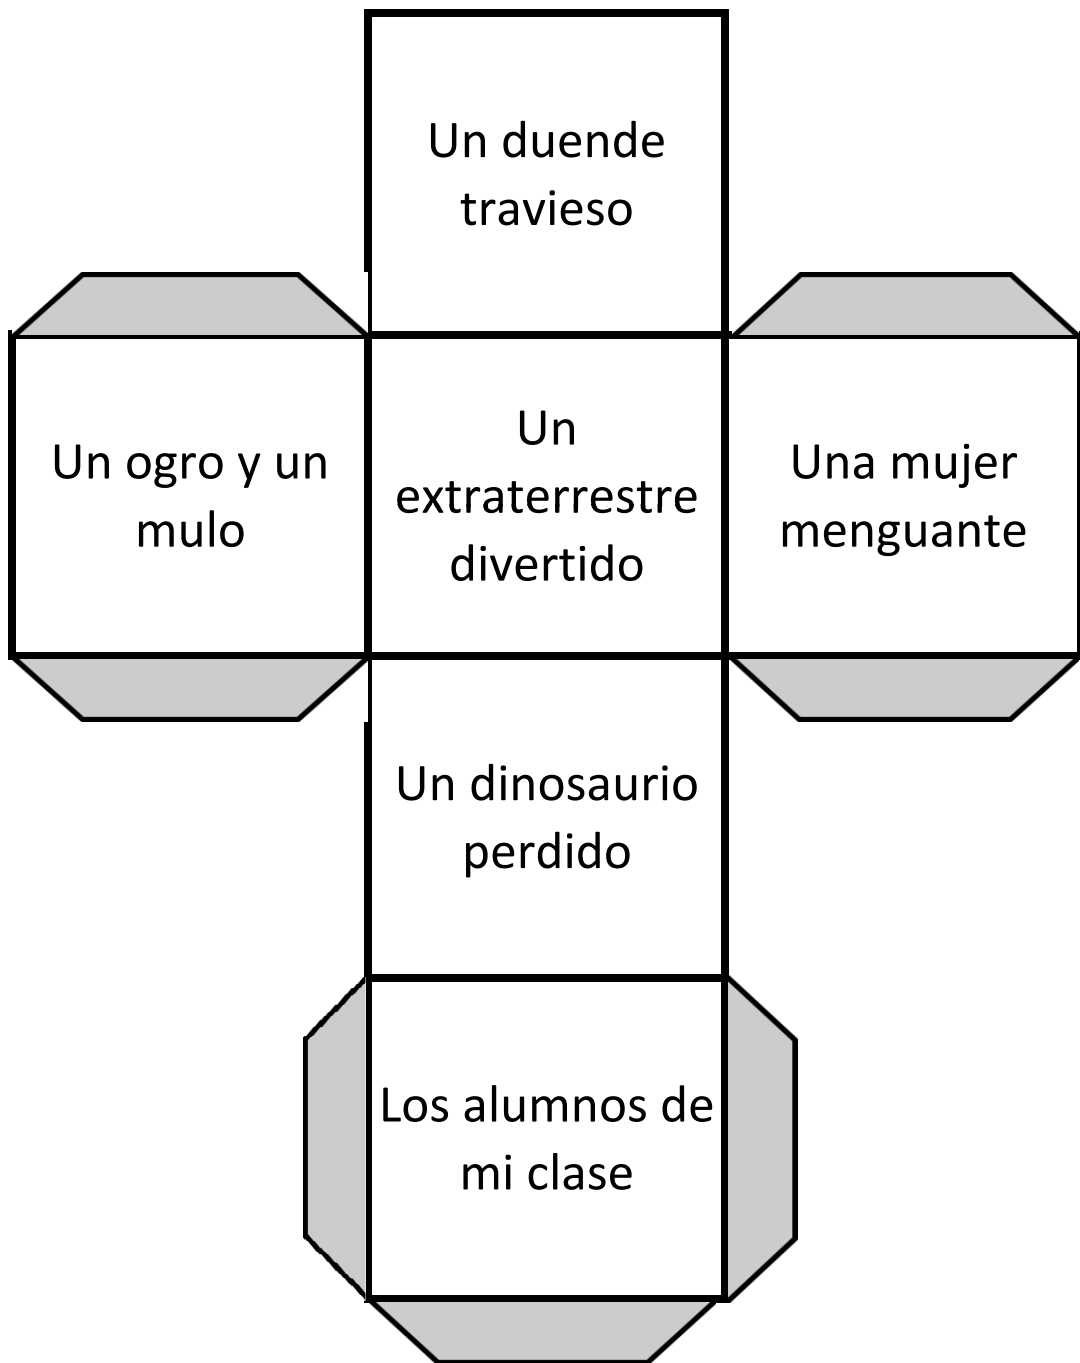 Un duende
travieso
Un ogro y un
mulo
Un
extraterrestre
divertido
Una mujer
menguante
Un dinosaurio
perdido
Los alumnos de
mi clase